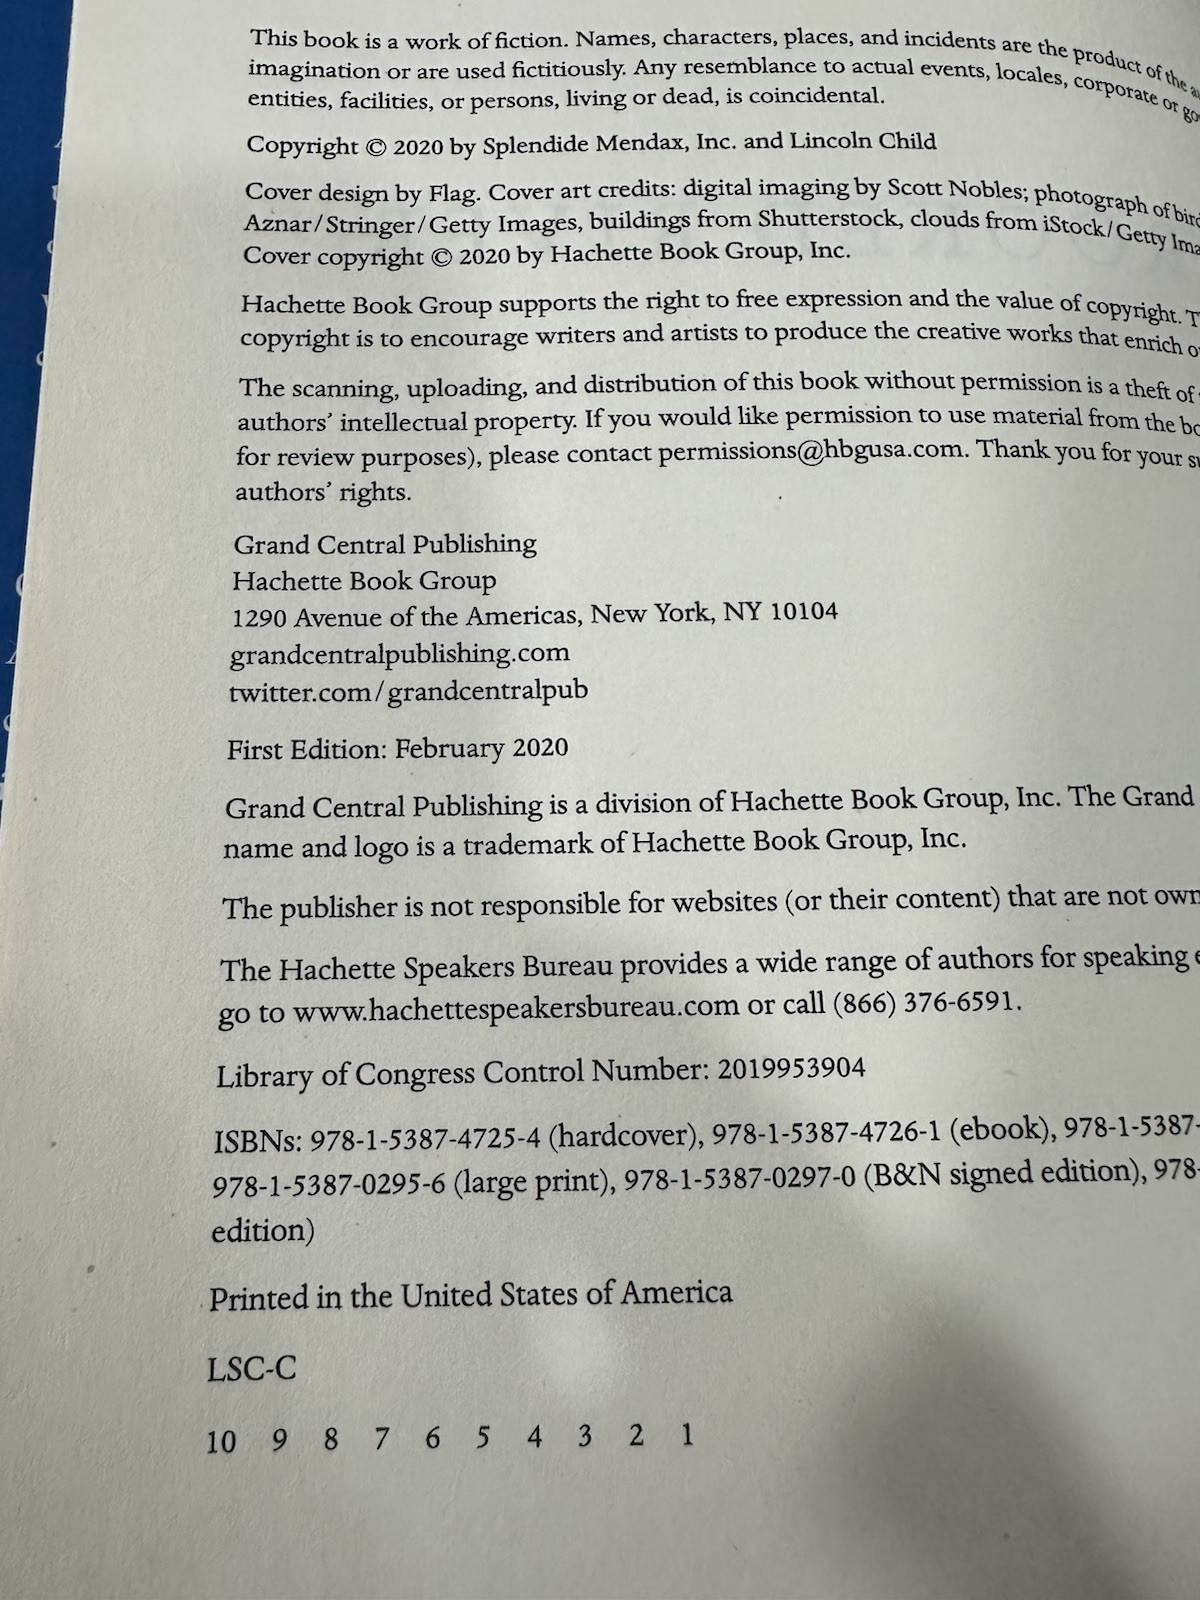 This book is a work of fiction. Names, characters, places, and incidents are the product of the
imagination or are used fictitiously. Any resemblance to actual events, locales, corporate or
entities, facilities, or persons, living or dead, is coincidental.
Copyright © 2020 by Splendide Mendax, Inc. and Lincoln Child
Cover design by Flag. Cover art credits: digital imaging by Scott Nobles; photograph of
Aznar/Stringer/Getty Images, buildings from Shutterstock, clouds from iStock/Getty
Cover copyright © 2020 by Hachette Book Group, Inc.
Hachette Book Group supports the right to free expression and the value of copyright.
copyright is to encourage writers and artists to produce the creative works that enrich
The scanning, uploading, and distribution of this book without permission is a theft of
authors’ intellectual property. If you would like permission to use material from the
for review purposes), please contact permissions@hbgusa.com. Thank you for your
authors’ rights.
Grand Central Publishing
Hachette Book Group
1290 Avenue of the Americas, New York, NY 10104
grandcentralpublishing.com
twitter.com/grandcentralpub
First Edition: February 2020
Grand Central Publishing is a division of Hachette Book Group, Inc. The Grand
name and logo is a trademark of Hachette Book Group, Inc.
The publisher is not responsible for websites (or their content) that are not
The Hachette Speakers Bureau provides a wide range of authors for speaking
go to www.hachettespeakersbureau.com or call (866) 376-6591.
Library of Congress Control Number: 2019953904
ISBNs: 978-1-5387-4725-4 (hardcover), 978-1-5387-4726-1 (ebook), 978-1-5387-
978-1-5387-0295-6 (large print), 978-1-5387-0297-0 (B&N signed edition), 978-
edition)
Printed in the United States of America
LSC-C
10 9 8 7 6 5 4 3 2 1